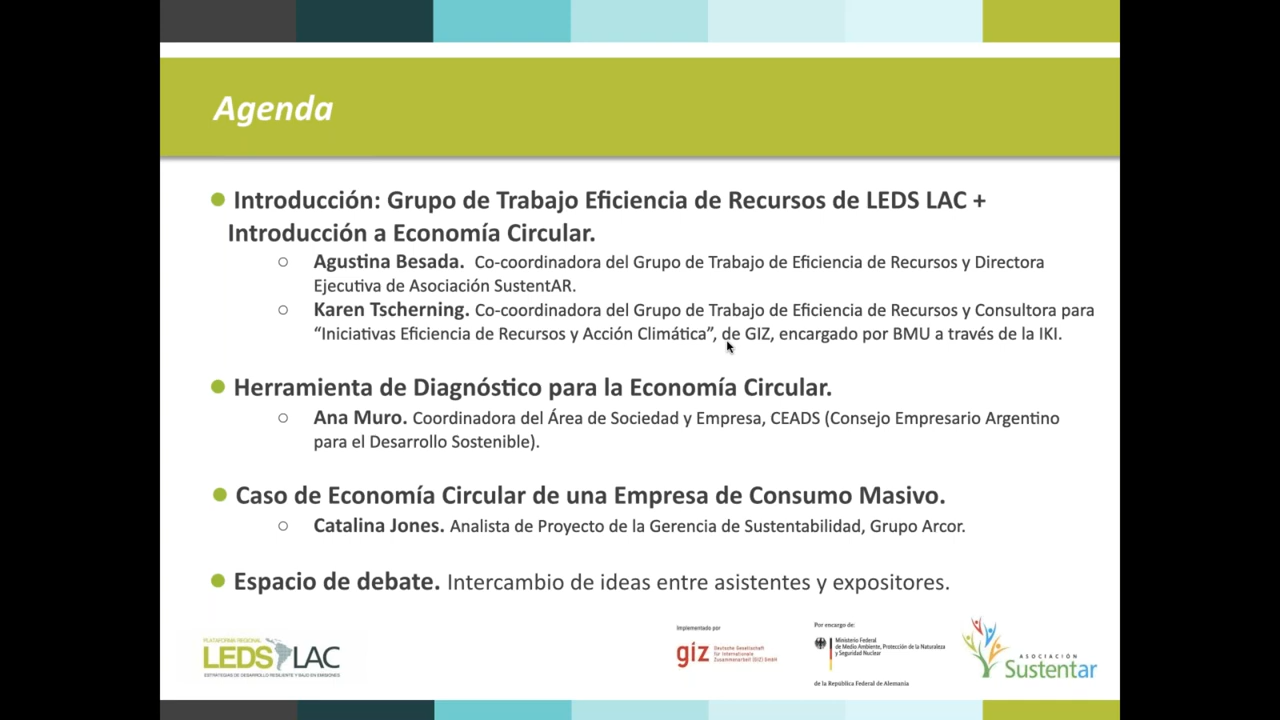 Agenda
Introducción: Grupo de Trabajo Eficiencia de Recursos de LEDS LAC +
Introducción a Economía Circular.
Agustina Besada. Co-coordinadora del Grupo de Trabajo de Eficiencia de Recursos y Directora
Ejecutiva de Asociación SustentAR.
Karen Tscherning. Co-coordinadora del Grupo de Trabajo de Eficiencia de Recursos y Consultora para
“Iniciativas Eficiencia de Recursos y Acción Climática”, de GIZ, encargado por BMU a través de la IKI.
Herramienta de Diagnóstico para la Economía Circular.
Ana Muro. Coordinadora del Área de Sociedad y Empresa, CEADS (Consejo Empresario Argentino
para el Desarrollo Sostenible).
Caso de Economía Circular de una Empresa de Consumo Masivo.
Catalina Jones. Analista de Proyecto de la Gerencia de Sustentabilidad, Grupo Arcor.
Espacio de debate. Intercambio de ideas entre asistentes y expositores.
PLATAFORMA REGIONAL
LEDS LAC
ESTRATEGIAS DE DESARROLLO RESILIENTE Y BAJO EN EMISIONES
Implementado por
giz Deutsche Gesellschaft
für Internationale
Zusammenarbeit (GIZ) GmbH
Por encargo de:
Ministerio Federal
de Medio Ambiente, Protección de la Naturaleza
y Seguridad Nuclear
de la República Federal de Alemania
ASOCIACIÓN
Sustentar